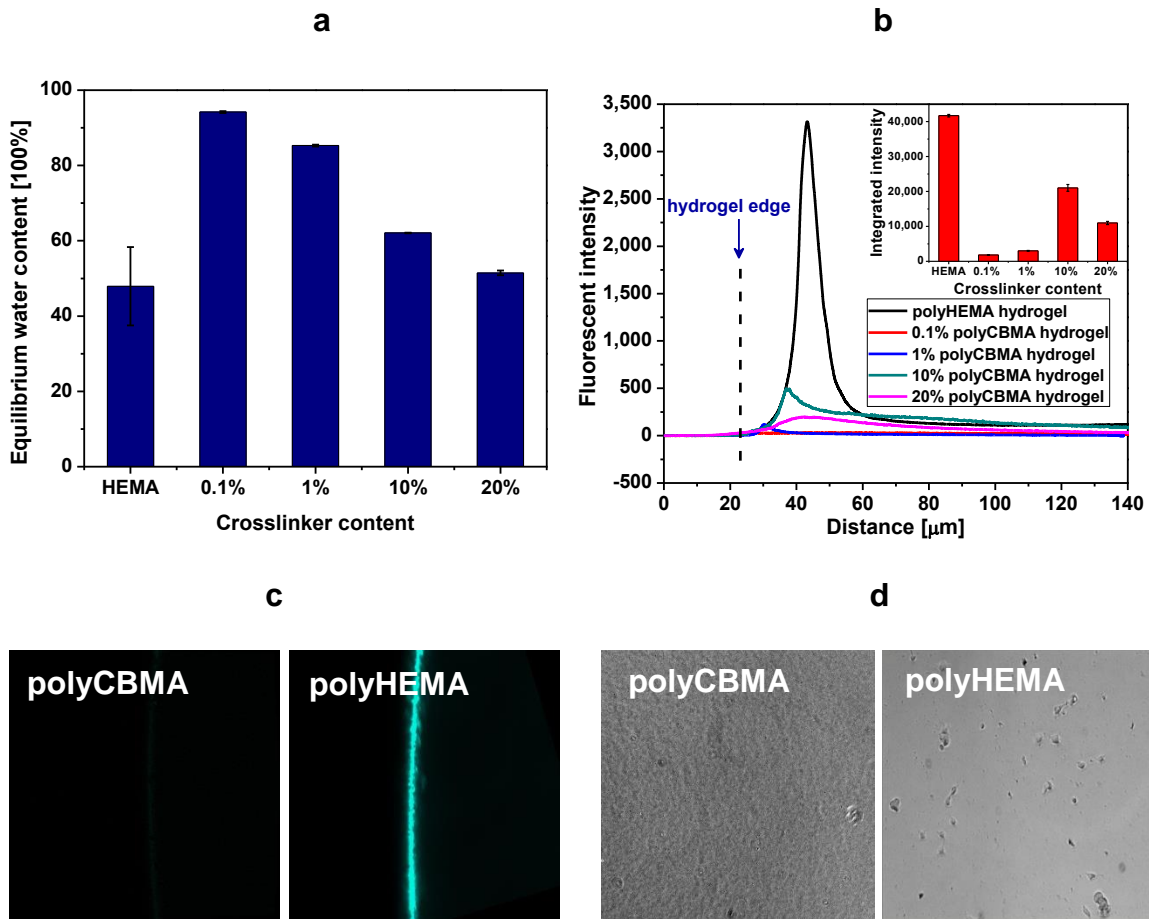 a
100
80
60
40
20
0
Equilibrium water content [100%]
HEMA
0.1%
1%
10%
20%
Crosslinker content
b
3,500
3,000
2,500
2,000
1,500
1,000
500
0
-500
Fluorescent intensity
hydrogel edge
40,000
30,000
20,000
10,000
0
Integrated intensity
HEMA 0.1% 1% 10% 20%
Crosslinker content
polyHEMA hydrogel
0.1% polyCBMA hydrogel
1% polyCBMA hydrogel
10% polyCBMA hydrogel
20% polyCBMA hydrogel
0 20 40 60 80 100 120 140
Distance [μm]
c
polyCBMA
polyHEMA
d
polyCBMA
polyHEMA